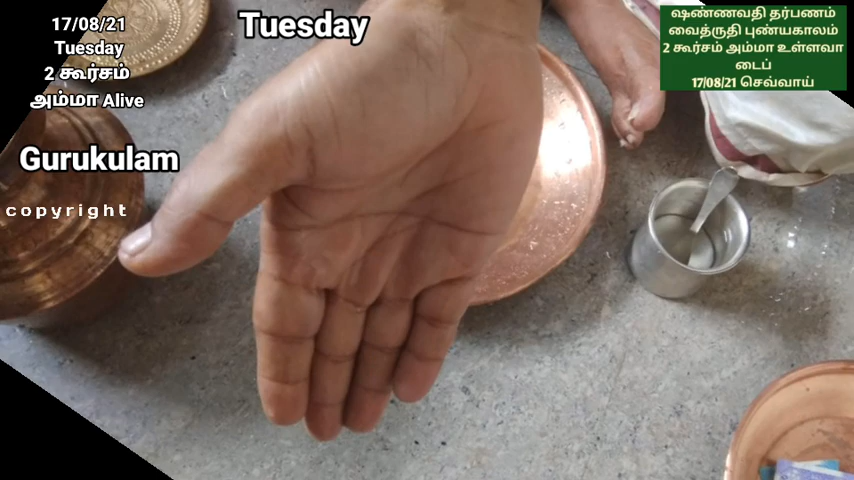 17/08/21
Tuesday
2 கூர்சம்
அம்மா Alive
Gurukulam
copyright
Tuesday
ஷண்ணவதி தர்பணம்
வைத்ருதி புண்யகாலம்
2 கூர்சம் அம்மா உள்ளவா
டைப்
17/08/21 செவ்வாய்